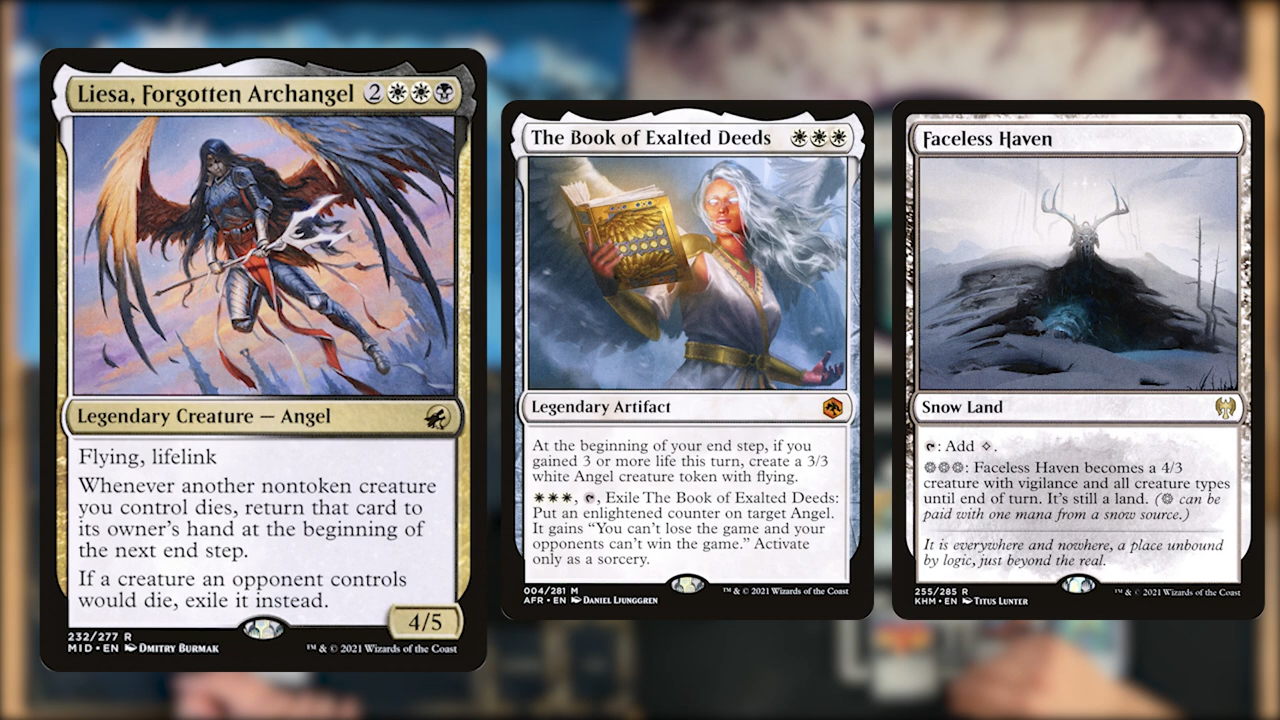 Liesa, Forgotten Archangel 2
Legendary Creature — Angel
Flying, lifelink
Whenever another nontoken creature
you control dies, return that card to
its owner's hand at the beginning of
the next end step.
If a creature an opponent controls
would die, exile it instead.
4/5
232/277 R
MID • EN Dmitry Burmak
™ & © 2021 Wizards of the Coast
The Book of Exalted Deeds
Legendary Artifact
At the beginning of your end step, if you
gained 3 or more life this turn, create a 3/3
white Angel creature token with flying.
, , Exile The Book of Exalted Deeds:
Put an enlightened counter on target Angel.
It gains “You can't lose the game and your
opponents can't win the game.” Activate
only as a sorcery.
004/281 M
AFR • EN Daniel Ljunggren
™ & © 2021 Wizards of the Coast
Faceless Haven
Snow Land
: Add .
: Faceless Haven becomes a 4/3
creature with vigilance and all creature types
until end of turn. It's still a land. ( can be
paid with one mana from a snow source.)
It is everywhere and nowhere, a place unbound
by logic, just beyond the real.
255/285 R
KHM • EN Titus Lunter
™ & © 2021 Wizards of the Coast